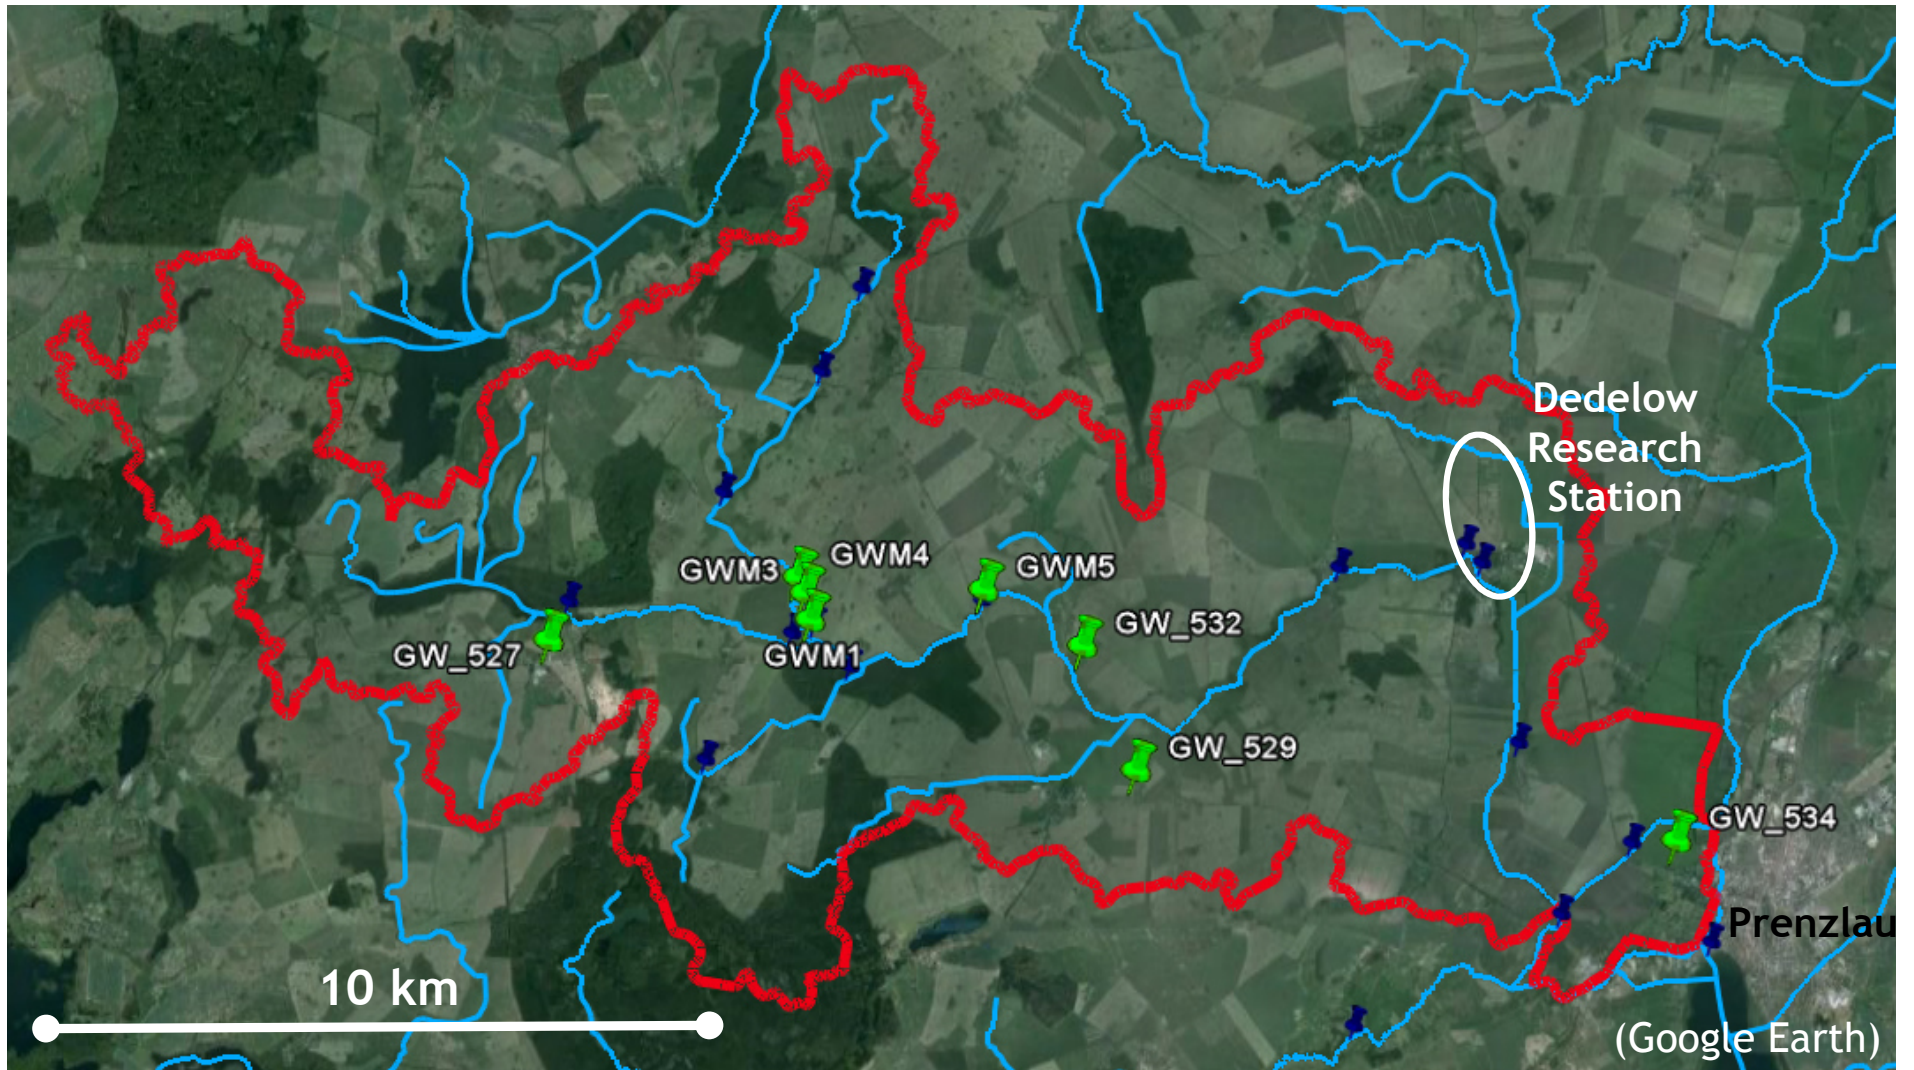 Dedelow
Research
Station
GWM3
GWM4
GWM5
GW_532
GW_527
GWM1
GW_529
GW_534
Prenzlau
10 km
(Google Earth)